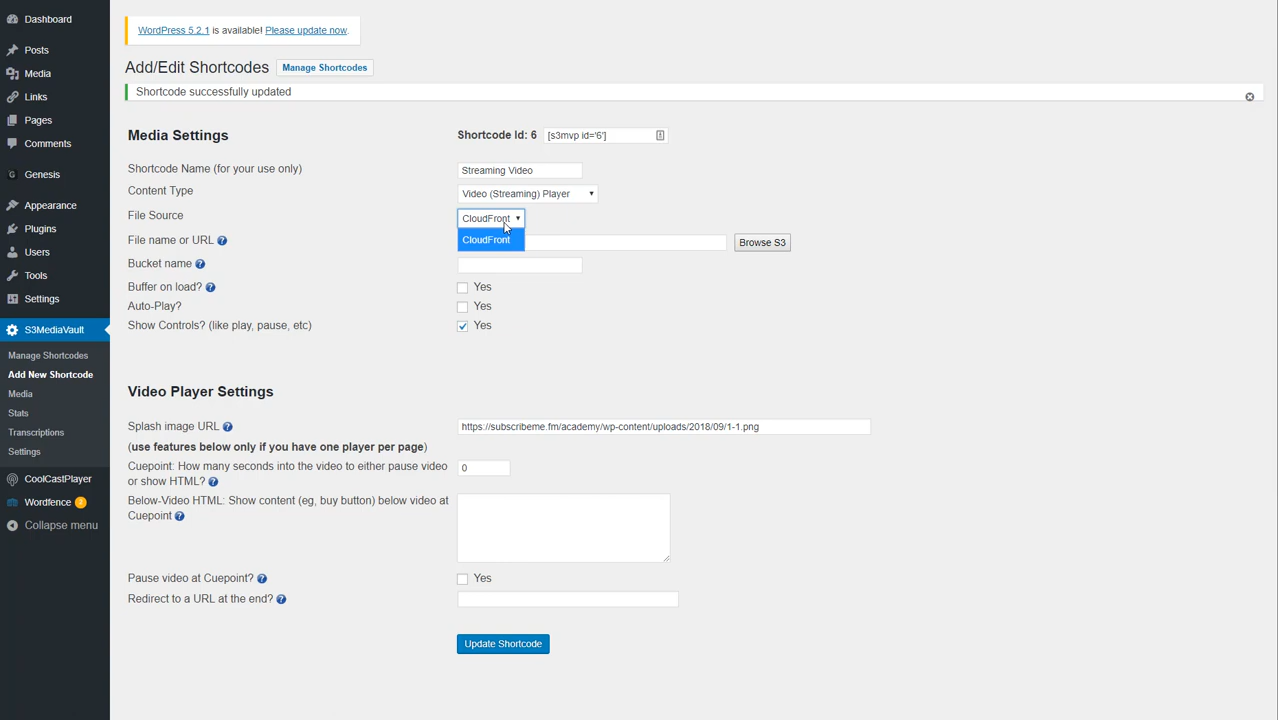 Dashboard
Posts
Media
Links
Pages
Comments
Genesis
Appearance
Plugins
Users
Tools
Settings
S3MediaVault
Manage Shortcodes
Add New Shortcode
Media
Stats
Transcriptions
Settings
CoolCastPlayer
Wordfence 3
Collapse menu
WordPress 5.2.1 is available! Please update now.
Add/Edit Shortcodes Manage Shortcodes
Shortcode successfully updated
Media Settings Shortcode Id: 6 [s3mvp id='6']
Shortcode Name (for your use only) Streaming Video
Content Type Video (Streaming) Player
File Source CloudFront
CloudFront
File name or URL Browse S3
Bucket name
Buffer on load? Yes
Auto-Play? Yes
Show Controls? (like play, pause, etc) Yes
Video Player Settings
Splash image URL https://subscribeme.fm/academy/wp-content/uploads/2018/09/1-1.png
(use features below only if you have one player per page)
Cuepoint: How many seconds into the video to either pause video 0
or show HTML?
Below-Video HTML: Show content (eg, buy button) below video at
Cuepoint
Pause video at Cuepoint? Yes
Redirect to a URL at the end?
Update Shortcode